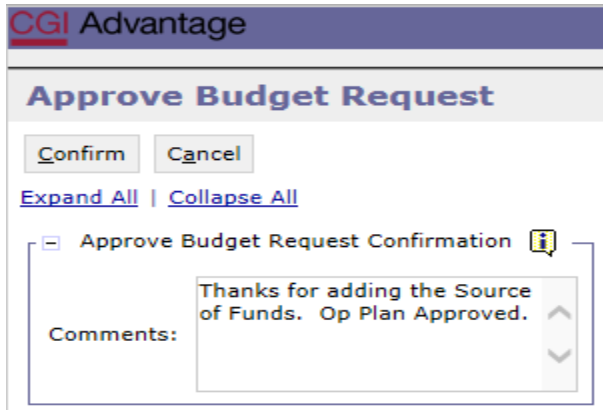 CGI Advantage
Approve Budget Request
Confirm Cancel
Expand All | Collapse All
Approve Budget Request Confirmation
Comments: Thanks for adding the Source
of Funds. Op Plan Approved.